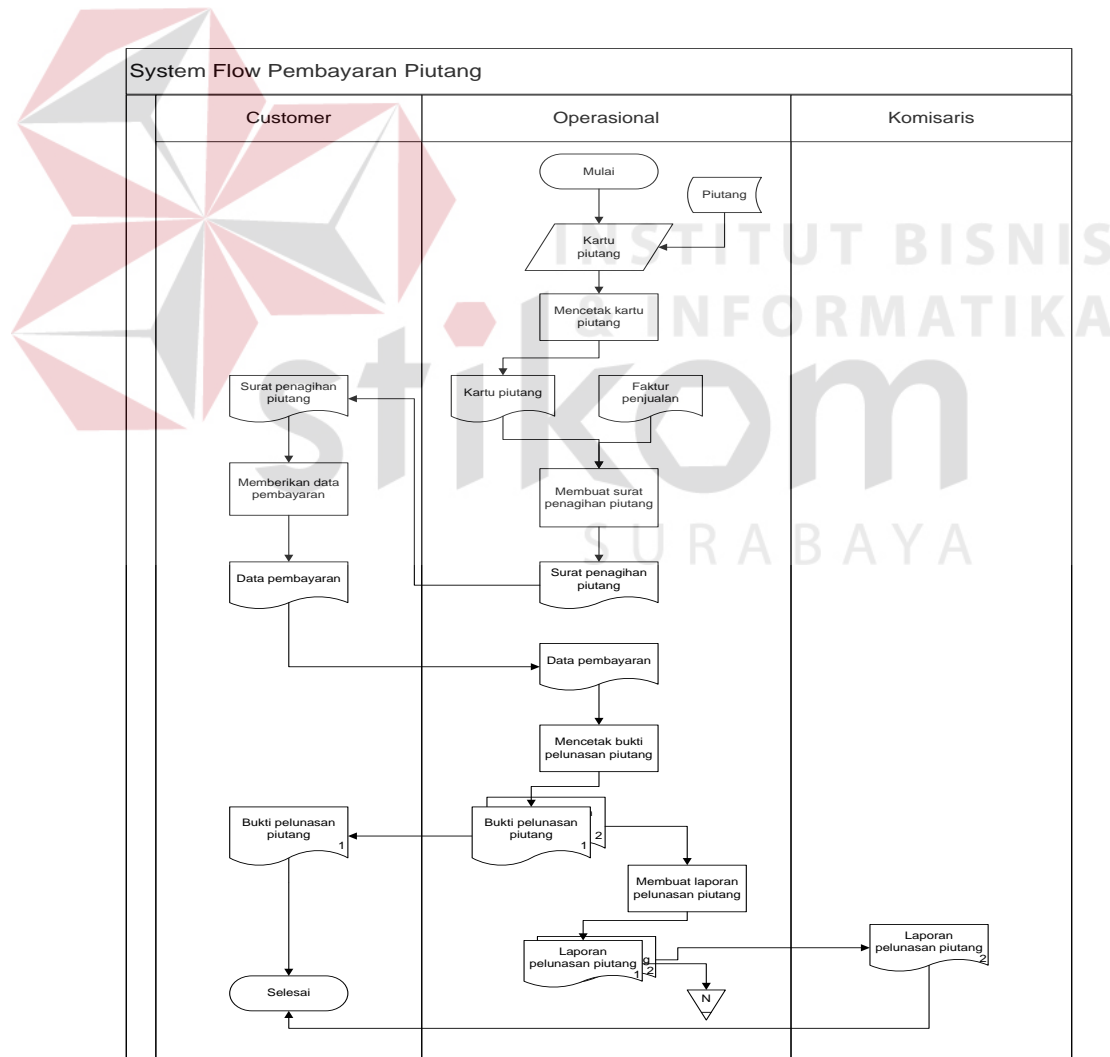 System Flow Pembayaran Piutang
Customer
Operasional
Komisaris
Mulai
Piutang
Kartu
piutang
INSTITUT BISNIS
& INFORMATIKA
stikom
SURABAYA
Mencetak kartu
piutang
Surat penagihan
piutang
Kartu piutang
Faktur
penjualan
Memberikan data
pembayaran
Membuat surat
penagihan piutang
Data pembayaran
Surat penagihan
piutang
Data pembayaran
Mencetak bukti
pelunasan piutang
Bukti pelunasan
piutang
1
Bukti pelunasan
piutang
1
2
Membuat laporan
pelunasan piutang
Laporan
pelunasan piutang
1
g
2
Laporan
pelunasan piutang
2
Selesai
N